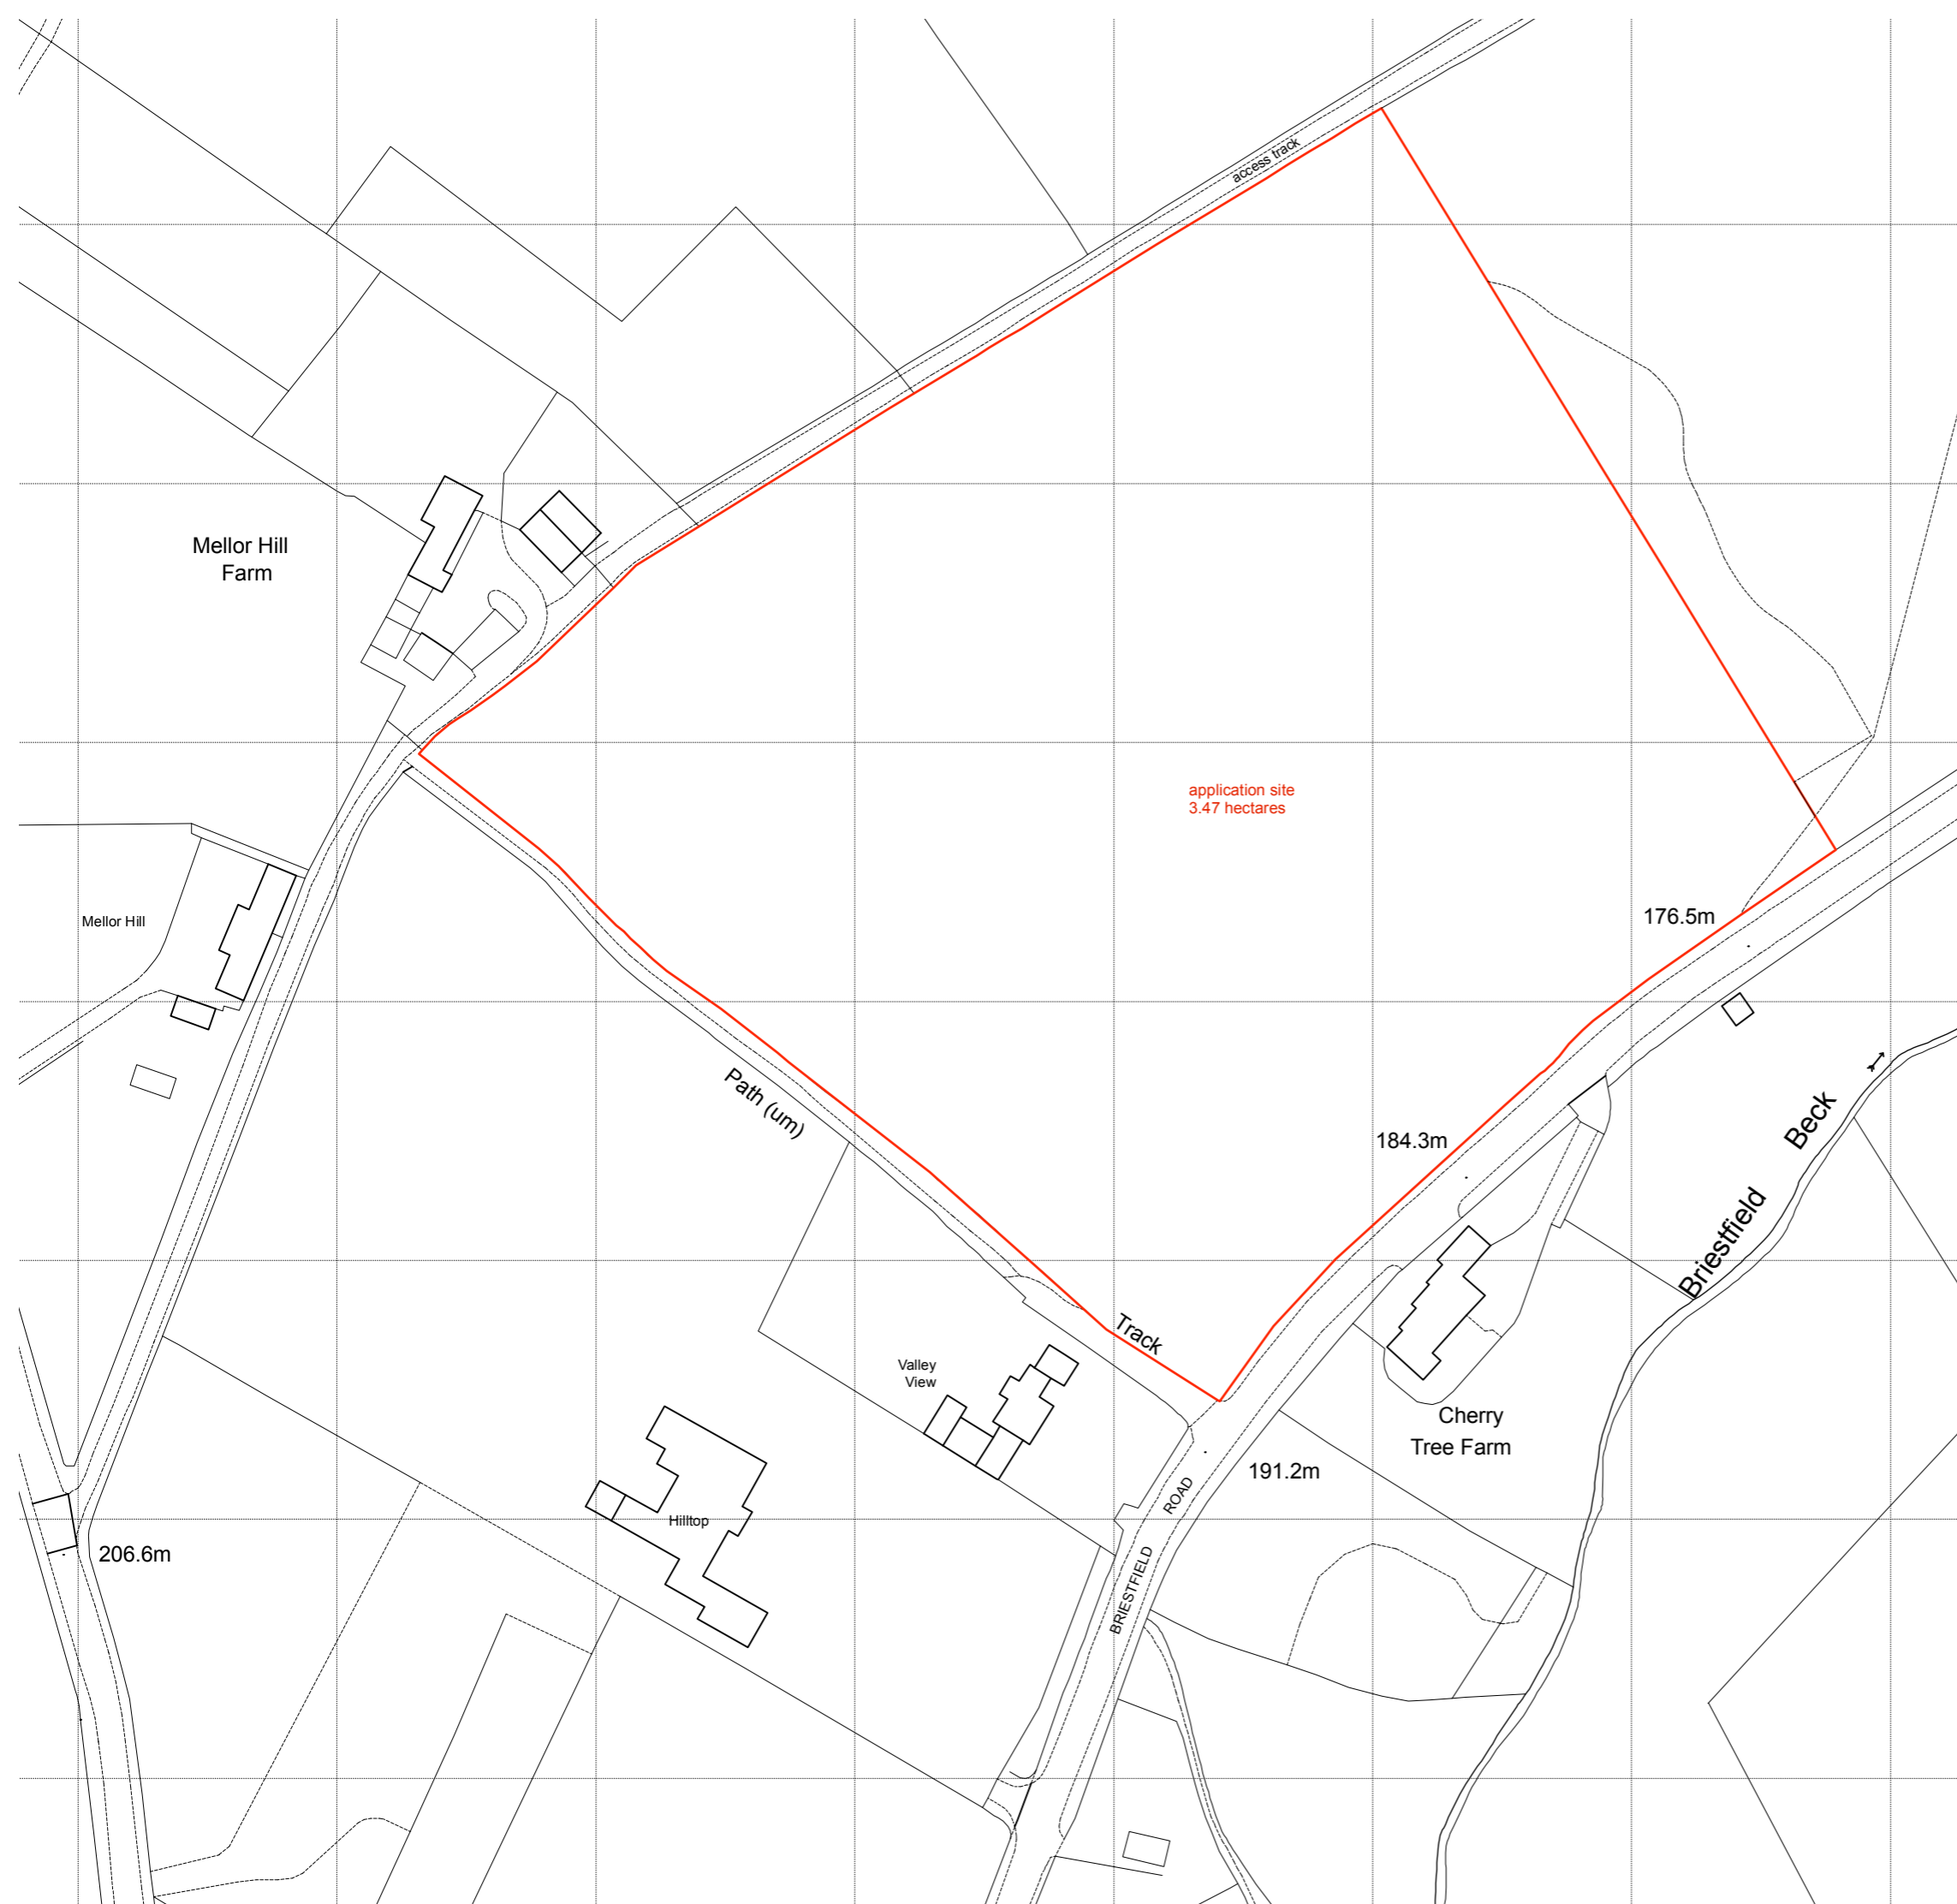 access track
Mellor Hill
Farm
application site
3.47 hectares
Mellor Hill
176.5m
Path (um)
184.3m
Beck
Briestfield
Track
Valley
View
Cherry
Tree Farm
191.2m
ROAD
Hilltop
206.6m
BRIESTFIELD